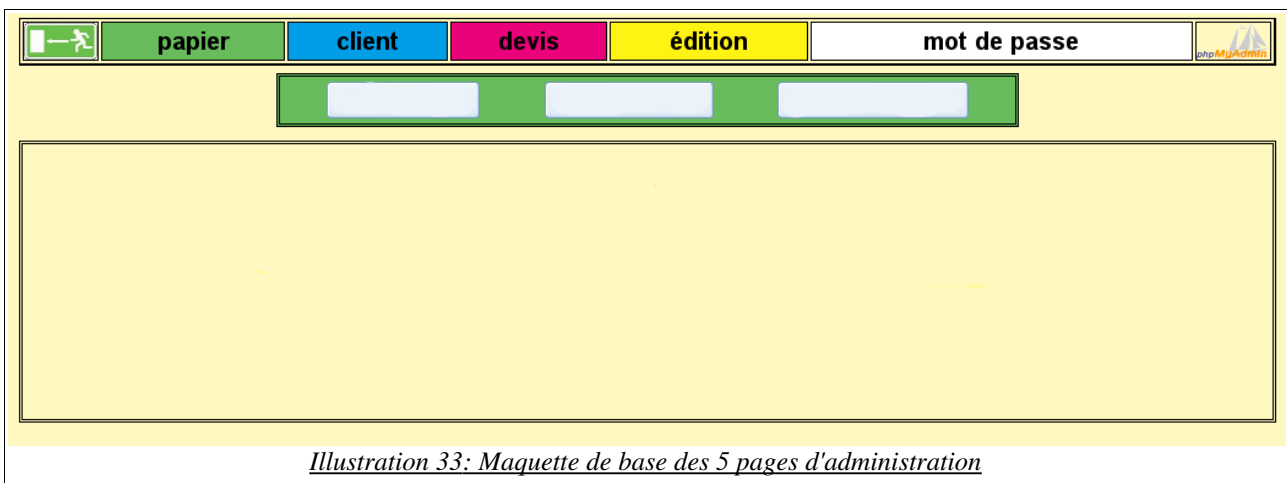 papier client devis édition mot de passe phpMyAdmin
Illustration 33: Maquette de base des 5 pages d'administration